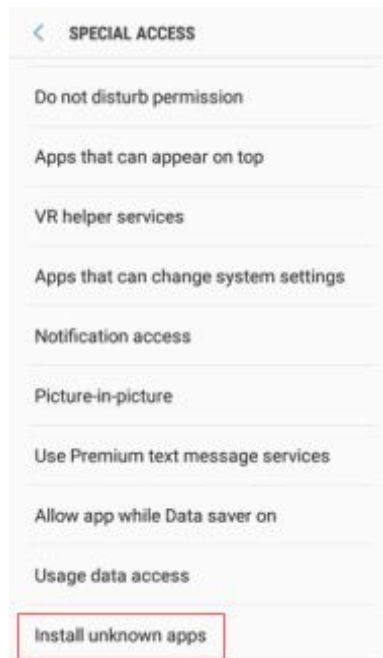 SPECIAL ACCESS
Do not disturb permission
Apps that can appear on top
VR helper services
Apps that can change system settings
Notification access
Picture-in-picture
Use Premium text message services
Allow app while Data saver on
Usage data access
Install unknown apps